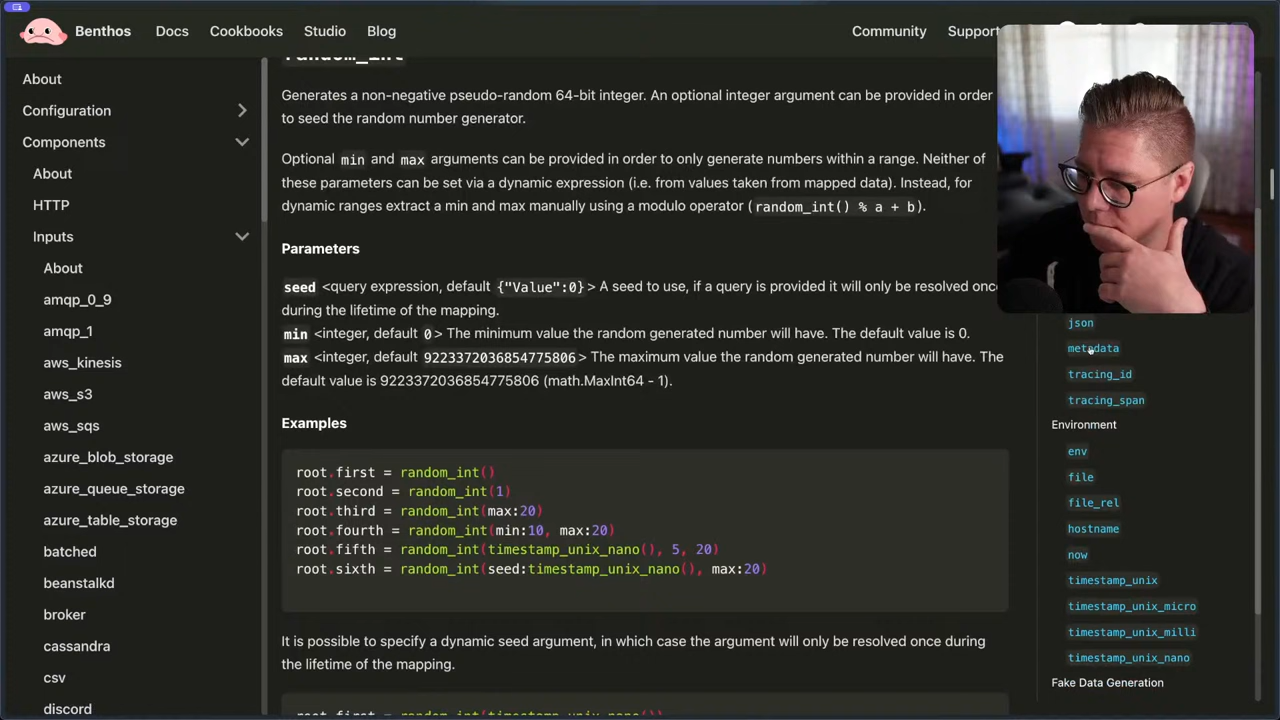 Benthos
Docs
Cookbooks
Studio
Blog
Community
Support
About
Configuration
Components
About
HTTP
Inputs
About
amqp_0_9
amqp_1
aws_kinesis
aws_s3
aws_sqs
azure_blob_storage
azure_queue_storage
azure_table_storage
batched
beanstalkd
broker
cassandra
csv
discord
random_int
Generates a non-negative pseudo-random 64-bit integer. An optional integer argument can be provided in order
to seed the random number generator.
Optional min and max arguments can be provided in order to only generate numbers within a range. Neither of
these parameters can be set via a dynamic expression (i.e. from values taken from mapped data). Instead, for
dynamic ranges extract a min and max manually using a modulo operator (random_int() % a + b).
Parameters
seed <query expression, default {"Value":0}> A seed to use, if a query is provided it will only be resolved once
during the lifetime of the mapping.
min <integer, default 0> The minimum value the random generated number will have. The default value is 0.
max <integer, default 9223372036854775806> The maximum value the random generated number will have. The
default value is 9223372036854775806 (math.MaxInt64 - 1).
Examples
root.first = random_int()
root.second = random_int(1)
root.third = random_int(max:20)
root.fourth = random_int(min:10, max:20)
root.fifth = random_int(timestamp_unix_nano(), 5, 20)
root.sixth = random_int(seed:timestamp_unix_nano(), max:20)
It is possible to specify a dynamic seed argument, in which case the argument will only be resolved once during
the lifetime of the mapping.
root.first = random_int(timestamp_unix_nano())
json
metadata
tracing_id
tracing_span
Environment
env
file
file_rel
hostname
now
timestamp_unix
timestamp_unix_micro
timestamp_unix_milli
timestamp_unix_nano
Fake Data Generation